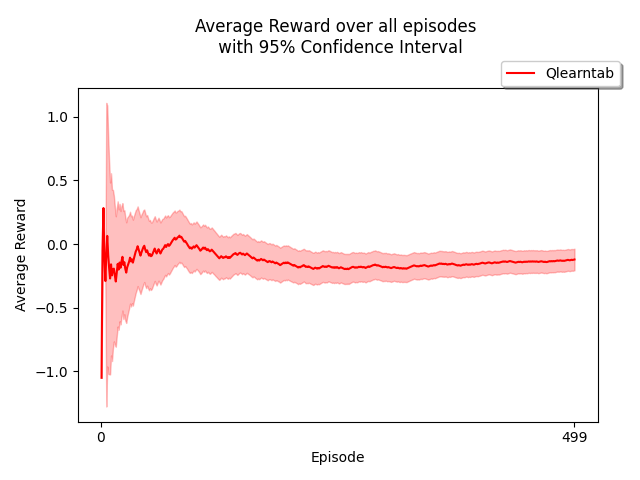 Average Reward over all episodes
with 95% Confidence Interval
Qlearntab
1.0
0.5
0.0
−0.5
−1.0
Average Reward
0
499
Episode